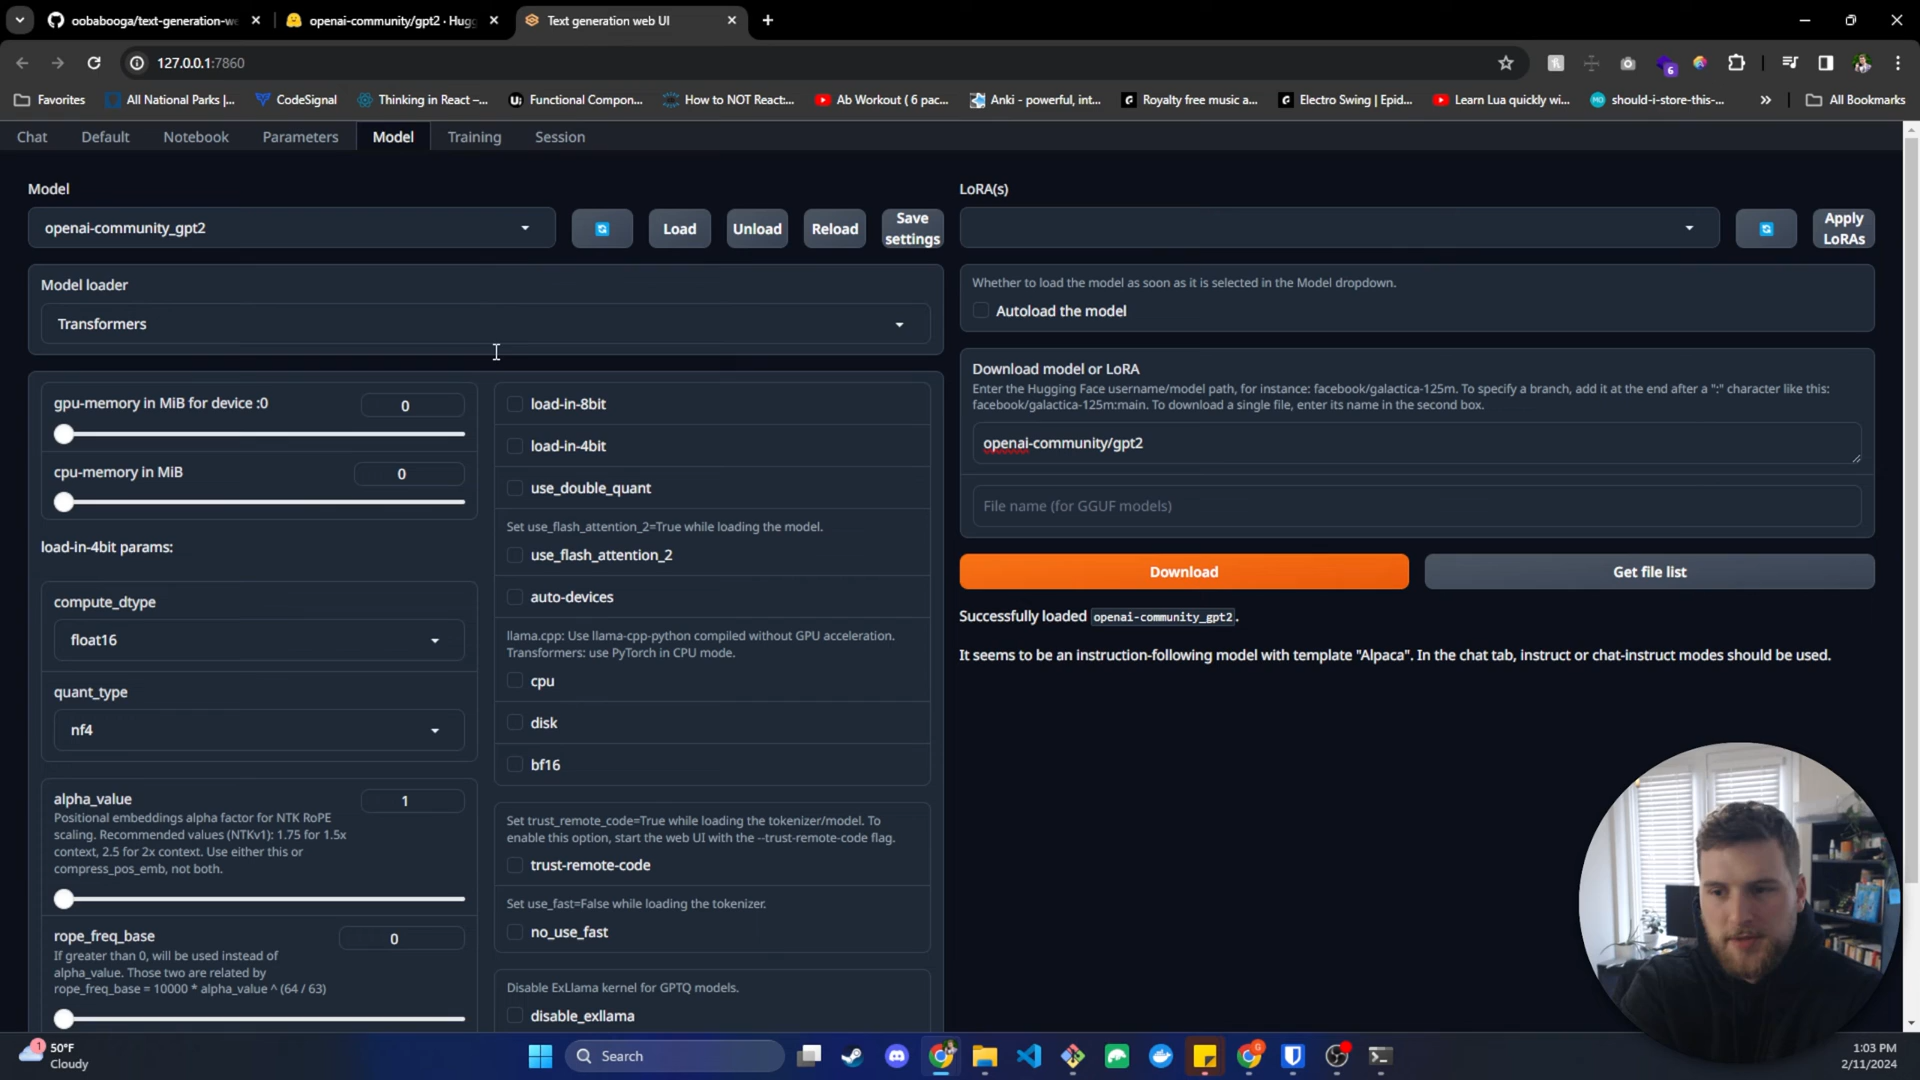 oobabooga/text-generation-we
openai-community/gpt2 · Hugg
Text generation web UI
127.0.0.1:7860
6
Favorites
All National Parks |...
CodeSignal
Thinking in React –...
Functional Compon...
How to NOT React:...
Ab Workout ( 6 pac...
Anki - powerful, int...
Royalty free music a...
Electro Swing | Epid...
Learn Lua quickly wi...
should-i-store-this-...
All Bookmarks
Chat
Default
Notebook
Parameters
Model
Training
Session
Model
openai-community_gpt2
Load
Unload
Reload
Save settings
Model loader
Transformers
gpu-memory in MiB for device :0
0
cpu-memory in MiB
0
load-in-4bit params:
compute_dtype
float16
quant_type
nf4
alpha_value
1
Positional embeddings alpha factor for NTK RoPE
scaling. Recommended values (NTKv1): 1.75 for 1.5x
context, 2.5 for 2x context. Use either this or
compress_pos_emb, not both.
rope_freq_base
0
If greater than 0, will be used instead of
alpha_value. Those two are related by
rope_freq_base = 10000 * alpha_value ^ (64 / 63)
load-in-8bit
load-in-4bit
use_double_quant
Set use_flash_attention_2=True while loading the model.
use_flash_attention_2
auto-devices
llama.cpp: Use llama-cpp-python compiled without GPU acceleration.
Transformers: use PyTorch in CPU mode.
cpu
disk
bf16
Set trust_remote_code=True while loading the tokenizer/model. To
enable this option, start the web UI with the --trust-remote-code flag.
trust-remote-code
Set use_fast=False while loading the tokenizer.
no_use_fast
Disable ExLlama kernel for GPTQ models.
disable_exllama
LoRA(s)
Apply LoRAs
Whether to load the model as soon as it is selected in the Model dropdown.
Autoload the model
Download model or LoRA
Enter the Hugging Face username/model path, for instance: facebook/galactica-125m. To specify a branch, add it at the end after a ":" character like this:
facebook/galactica-125m:main. To download a single file, enter its name in the second box.
openai-community/gpt2
File name (for GGUF models)
Download
Get file list
Successfully loaded openai-community_gpt2.
It seems to be an instruction-following model with template "Alpaca". In the chat tab, instruct or chat-instruct modes should be used.
1
50°F
Cloudy
Search
1:03 PM
2/11/2024